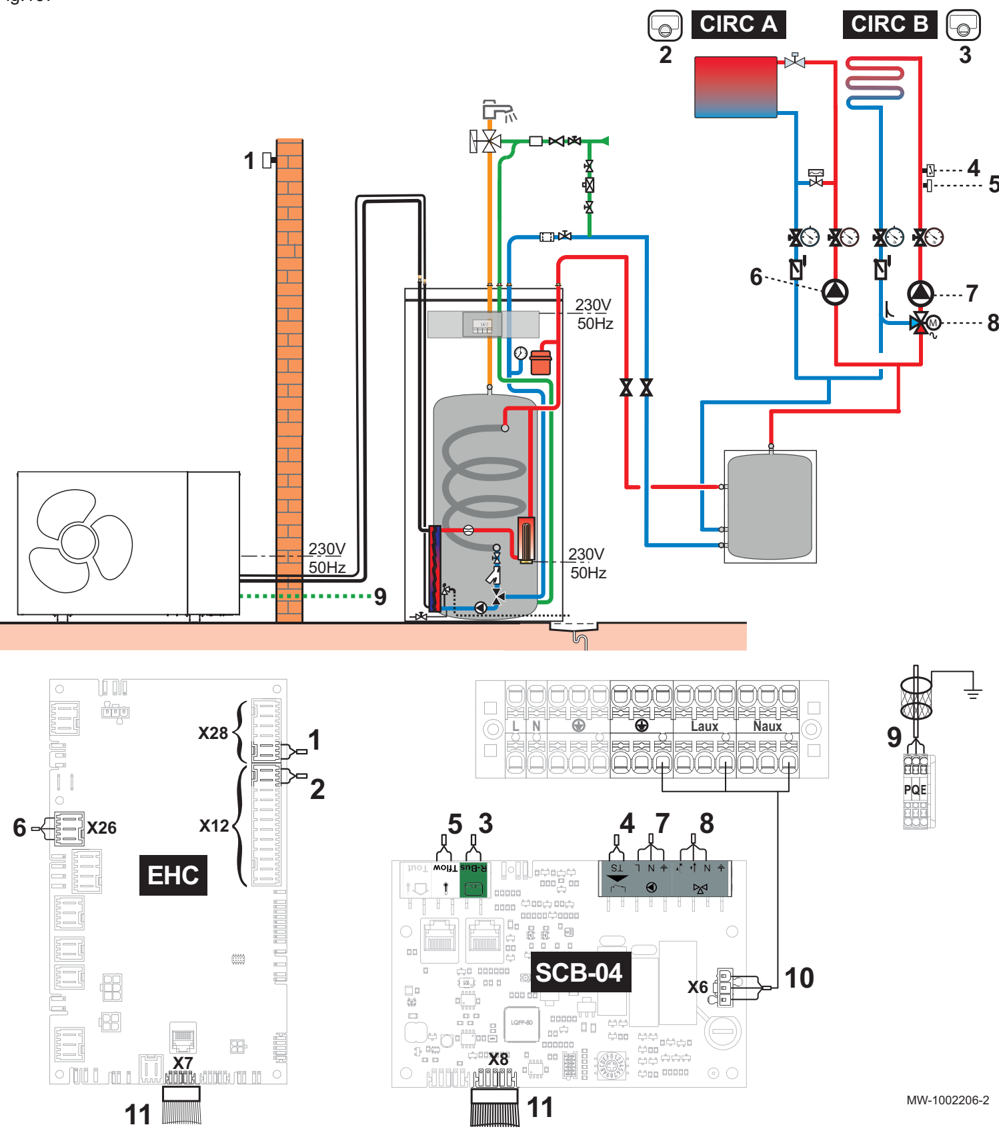 CIRC A
CIRC B
2
3
1
4
5
6
7
8
M
230V
50Hz
230V
50Hz
230V
50Hz
9
L N Laux Naux
X28
1
2
X12
6
X26
EHC
X7
11
9
PQE
5 3
4 7 8
Tout
Tflow
R-Bus
TS
L
N
N
SCB-04
X6
10
LQFP-80
X8
11
MW-1002206-2